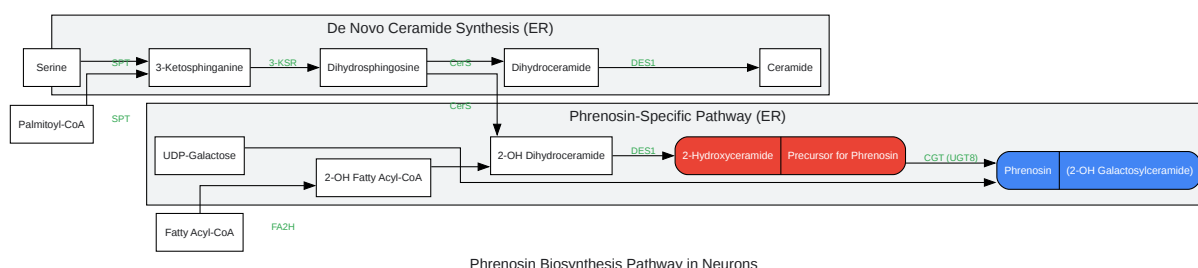 De Novo Ceramide Synthesis (ER)
Serine
SPT
3-Ketosphinganine
3-KSR
Dihydrosphingosine
CerS
Dihydroceramide
DES1
Ceramide
Palmitoyl-CoA
SPT
CerS
Phrenosin-Specific Pathway (ER)
UDP-Galactose
2-OH Fatty Acyl-CoA
2-OH Dihydroceramide
DES1
2-Hydroxyceramide
Precursor for Phrenosin
CGT (UGT8)
Phrenosin
(2-OH Galactosylceramide)
Fatty Acyl-CoA
FA2H
Phrenosin Biosynthesis Pathway in Neurons